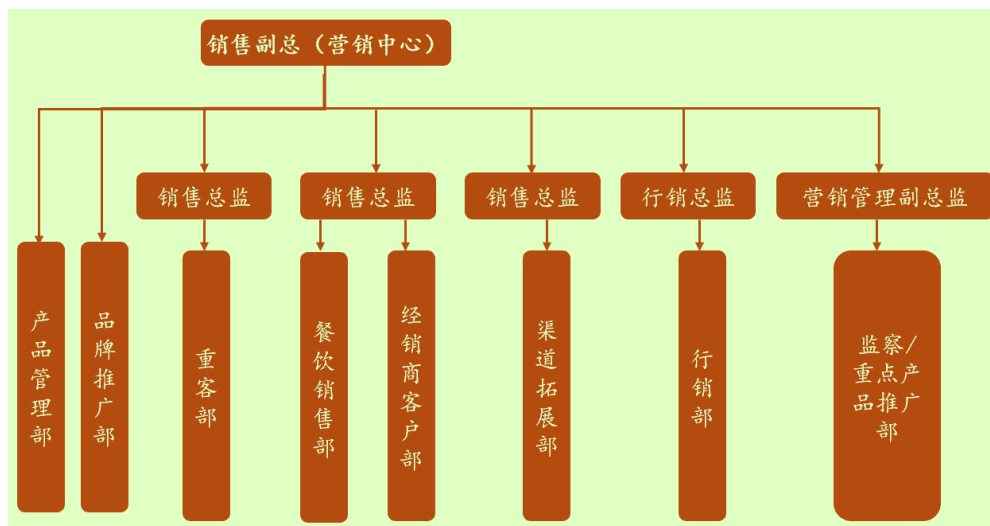 销售副总（营销中心）
销售总监
销售总监
销售总监
行销总监
营销管理副总监
产品管理部
品牌推广部
重客部
餐饮销售部
经销商客户部
渠道拓展部
行销部
监察/
重点产
品推广
部